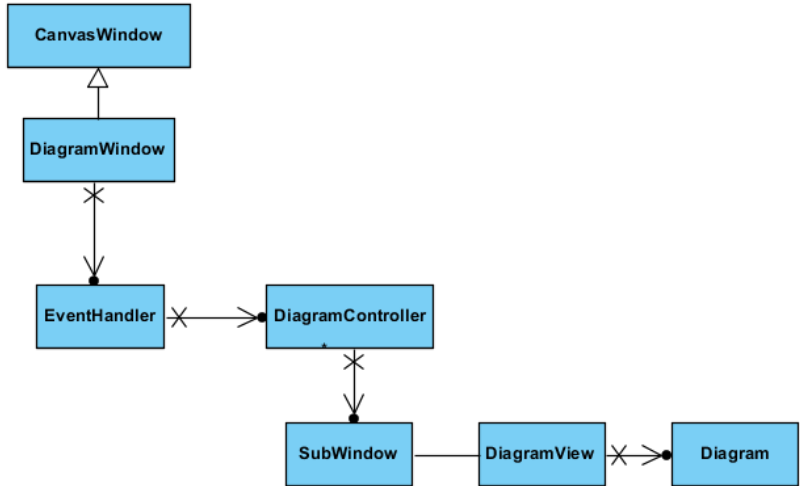 CanvasWindow
DiagramWindow
EventHandler
DiagramController
*
SubWindow
DiagramView
Diagram